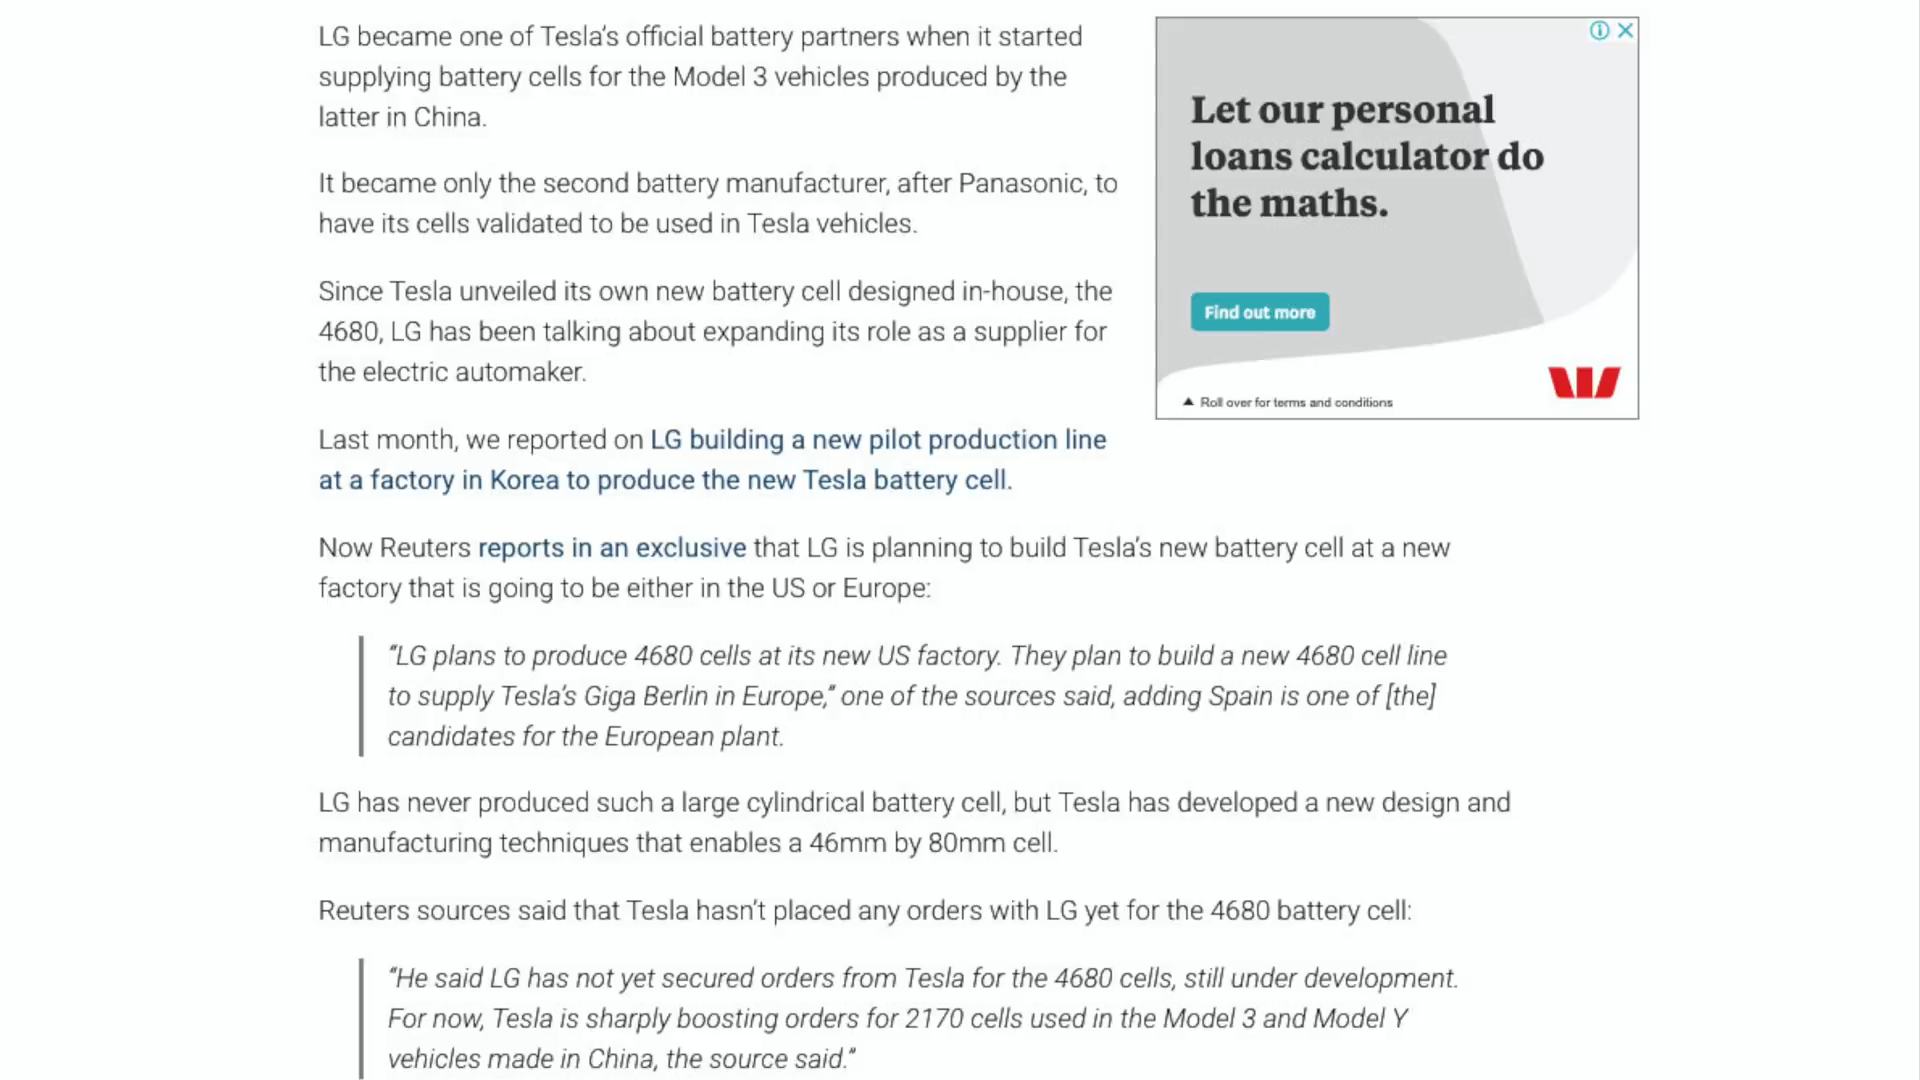 LG became one of Tesla's official battery partners when it started
supplying battery cells for the Model 3 vehicles produced by the
latter in China.
It became only the second battery manufacturer, after Panasonic, to
have its cells validated to be used in Tesla vehicles.
Since Tesla unveiled its own new battery cell designed in-house, the
4680, LG has been talking about expanding its role as a supplier for
the electric automaker.
Last month, we reported on LG building a new pilot production line
at a factory in Korea to produce the new Tesla battery cell.
Now Reuters reports in an exclusive that LG is planning to build Tesla's new battery cell at a new
factory that is going to be either in the US or Europe:
“LG plans to produce 4680 cells at its new US factory. They plan to build a new 4680 cell line
to supply Tesla's Giga Berlin in Europe,” one of the sources said, adding Spain is one of [the]
candidates for the European plant.
LG has never produced such a large cylindrical battery cell, but Tesla has developed a new design and
manufacturing techniques that enables a 46mm by 80mm cell.
Reuters sources said that Tesla hasn't placed any orders with LG yet for the 4680 battery cell:
“He said LG has not yet secured orders from Tesla for the 4680 cells, still under development.
For now, Tesla is sharply boosting orders for 2170 cells used in the Model 3 and Model Y
vehicles made in China, the source said.”
Let our personal
loans calculator do
the maths.
Find out more
▲ Roll over for terms and conditions